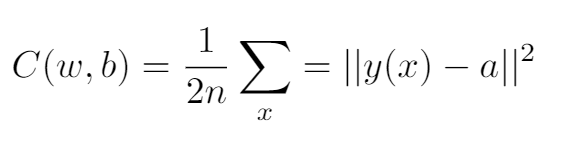 C(w, b) = \frac{1}{2n} \sum_{x} = ||y(x) − a||^2